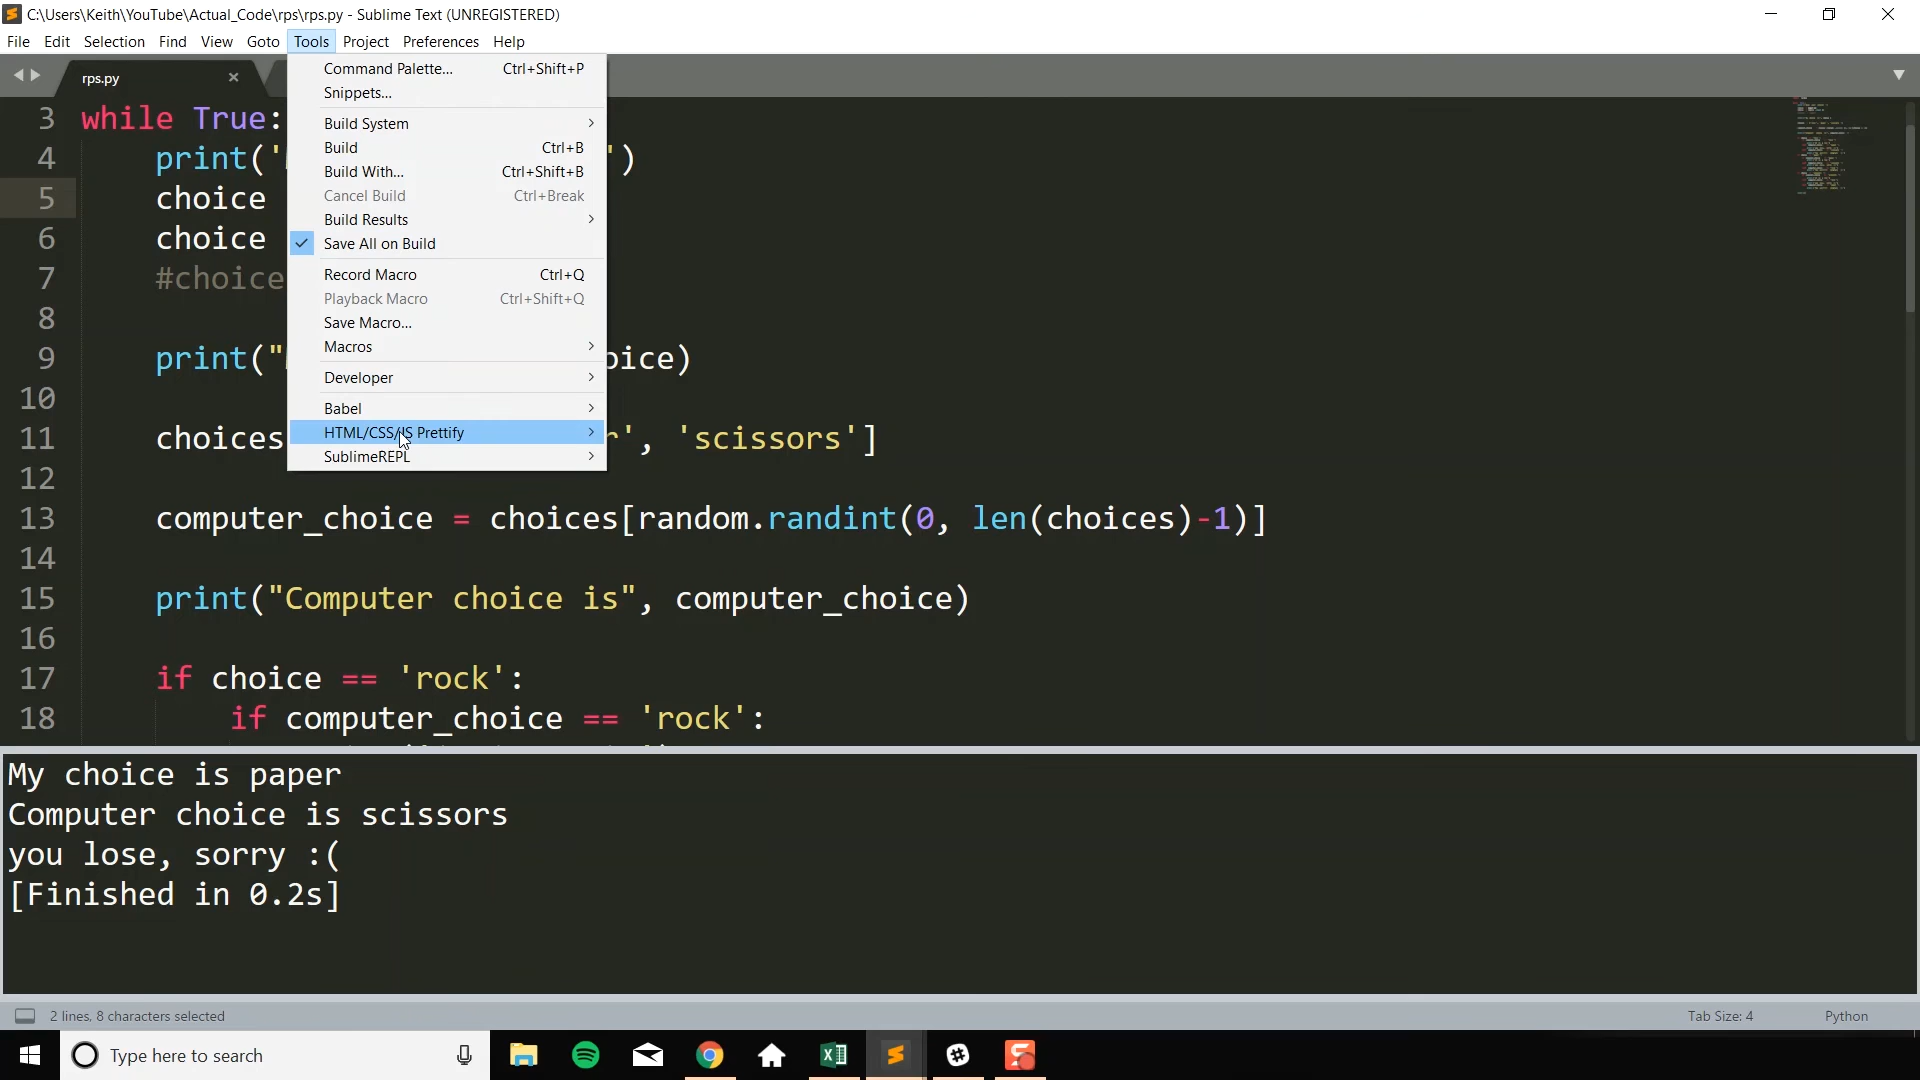 C:\Users\Keith\YouTube\Actual_Code\rps\rps.py - Sublime Text (UNREGISTERED)
File Edit Selection Find View Goto Tools Project Preferences Help
rps.py
Command Palette... Ctrl+Shift+P
Snippets...
Build System
Build Ctrl+B
Build With... Ctrl+Shift+B
Cancel Build Ctrl+Break
Build Results
Save All on Build
Record Macro Ctrl+Q
Playback Macro Ctrl+Shift+Q
Save Macro...
Macros
Developer
Babel
HTML/CSS/JS Prettify
SublimeREPL
3 while True:
4 print(' ')
5 choice
6 choice
7 #choice
8
9 print(" oice)
10
11 choices ', 'scissors']
12
13 computer_choice = choices[random.randint(0, len(choices)-1)]
14
15 print("Computer choice is", computer_choice)
16
17 if choice == 'rock':
18 if computer_choice == 'rock':
My choice is paper
Computer choice is scissors
you lose, sorry :(
[Finished in 0.2s]
2 lines, 8 characters selected Tab Size: 4 Python
Type here to search